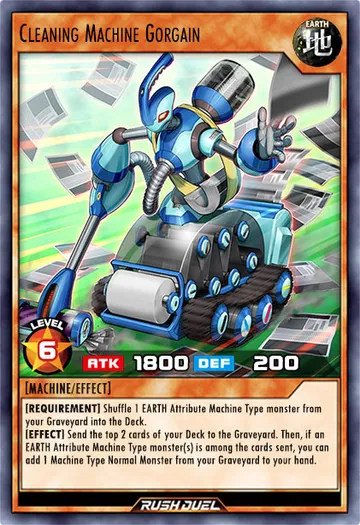 Cleaning Machine Gorgain
EARTH
地
LEVEL
6
ATK 1800 DEF 200
[MACHINE/EFFECT]
[REQUIREMENT] Shuffle 1 EARTH Attribute Machine Type monster from
your Graveyard into the Deck.
[EFFECT] Send the top 2 cards of your Deck to the Graveyard. Then, if an
EARTH Attribute Machine Type monster(s) is among the cards sent, you can
add 1 Machine Type Normal Monster from your Graveyard to your hand.
RUSH DUEL